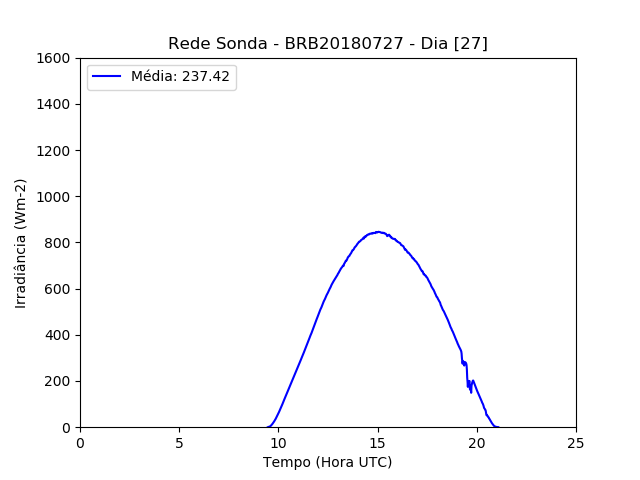 Rede Sonda - BRB20180727 - Dia [27]
Média: 237.42
1600
1400
1200
1000
800
600
400
200
0
Irradiância (Wm-2)
0 5 10 15 20 25
Tempo (Hora UTC)